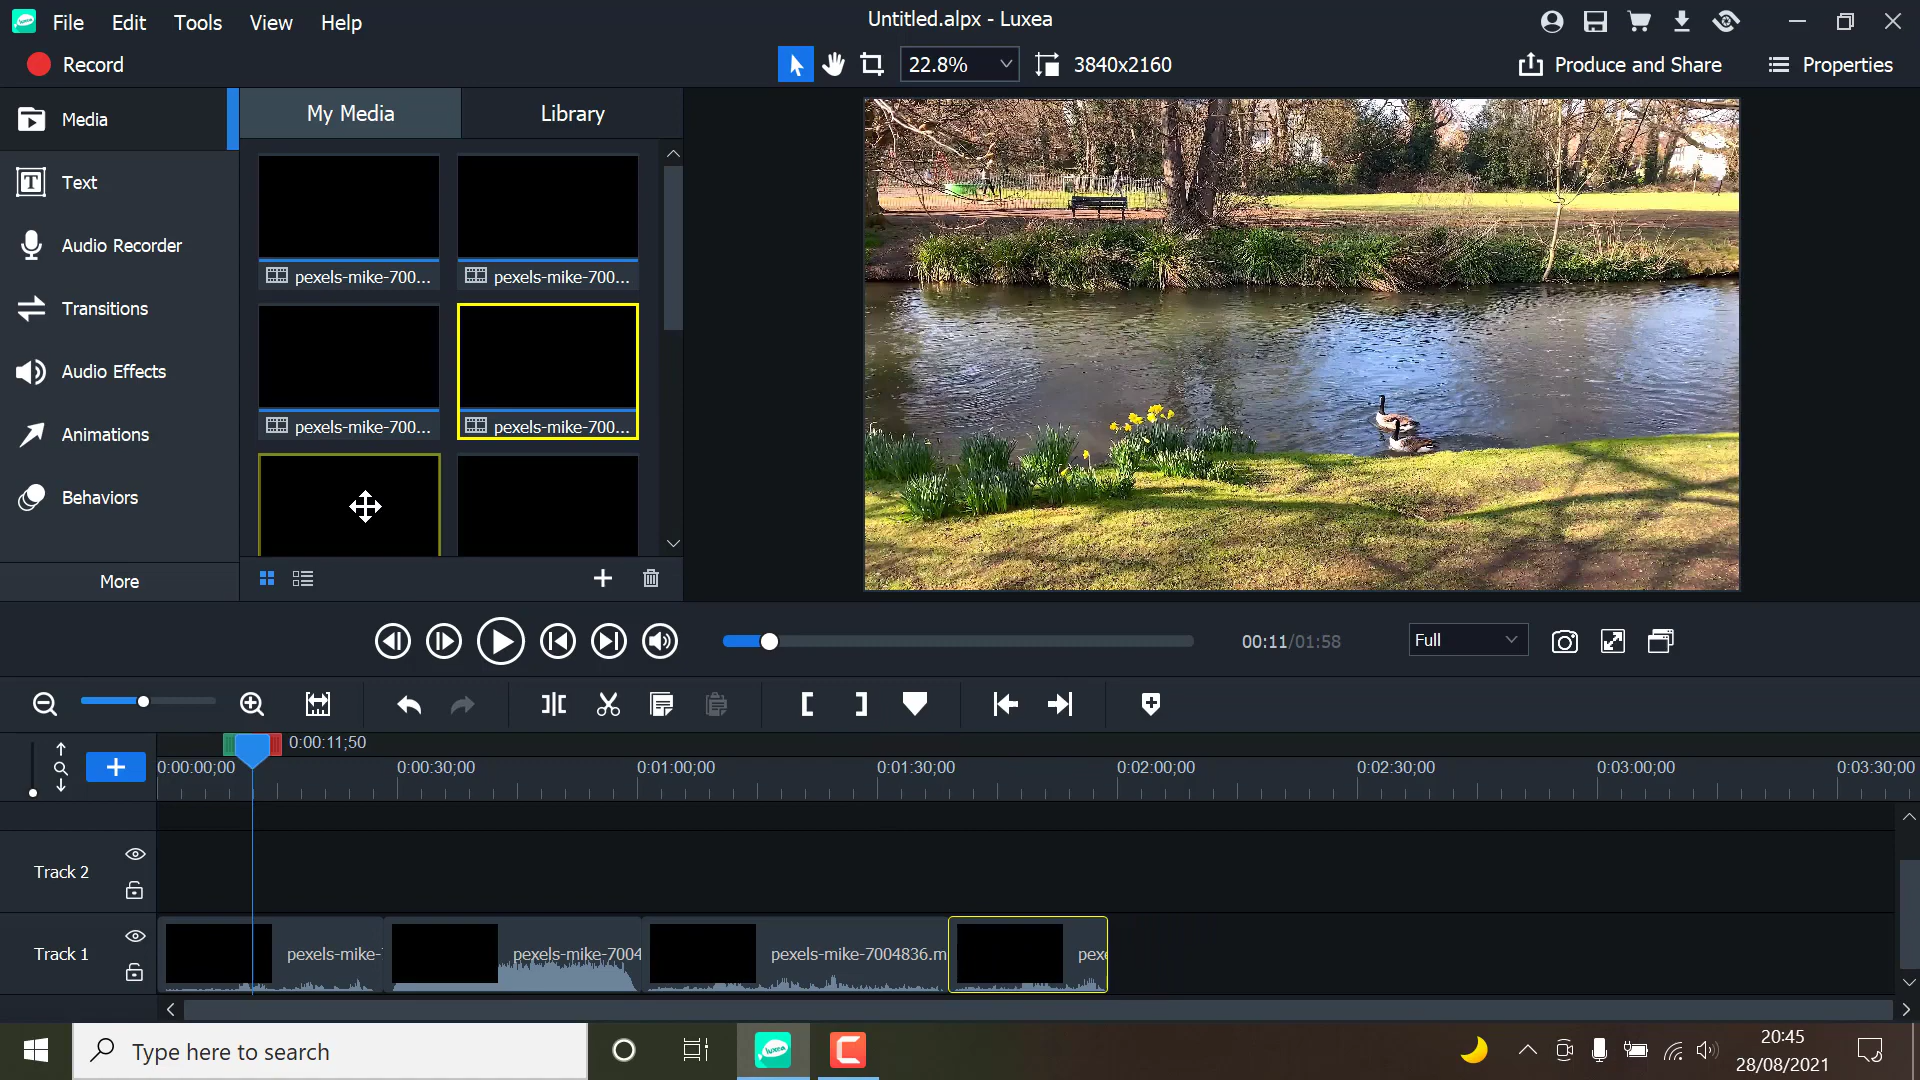 File Edit Tools View Help
Untitled.alpx - Luxea
Record
22.8%
3840x2160
Produce and Share
Properties
Media
Text
Audio Recorder
Transitions
Audio Effects
Animations
Behaviors
More
My Media
Library
pexels-mike-700...
pexels-mike-700...
pexels-mike-700...
pexels-mike-700...
00:11/01:58
Full
0:00:11;50
0:00:00;00
0:00:30;00
0:01:00;00
0:01:30;00
0:02:00;00
0:02:30;00
0:03:00;00
0:03:30;00
Track 2
Track 1
pexels-mike-
pexels-mike-7004
pexels-mike-7004836.m
pexe
Type here to search
luxea
20:45
28/08/2021